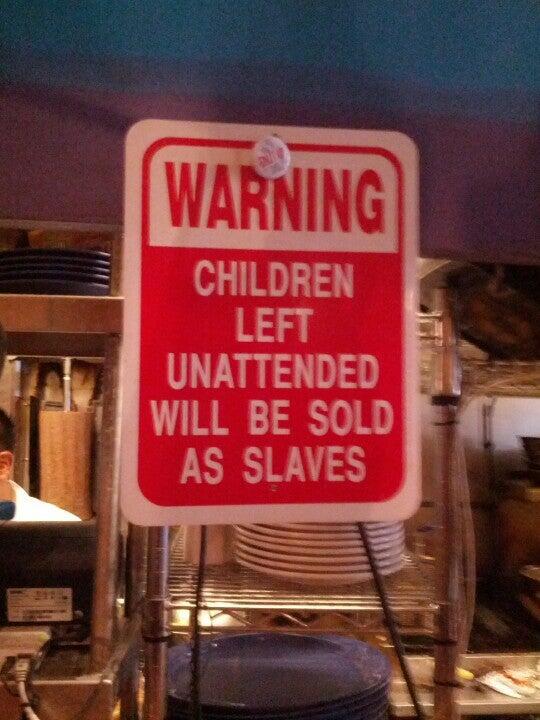 WARNING
CHILDREN
LEFT
UNATTENDED
WILL BE SOLD
AS SLAVES